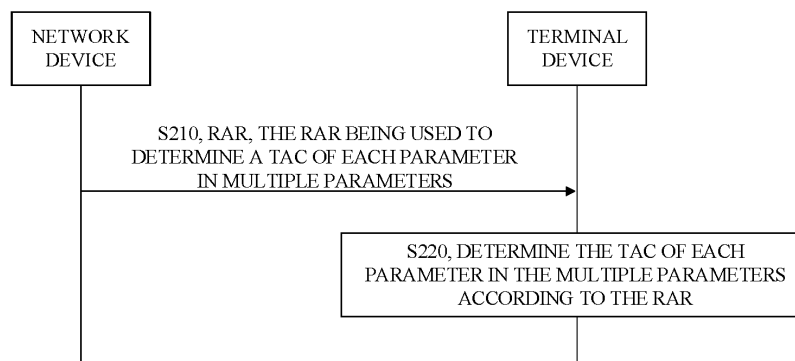 NETWORK
DEVICE
TERMINAL
DEVICE
S210, RAR, THE RAR BEING USED TO
DETERMINE A TAC OF EACH PARAMETER
IN MULTIPLE PARAMETERS
S220, DETERMINE THE TAC OF EACH
PARAMETER IN THE MULTIPLE PARAMETERS
ACCORDING TO THE RAR